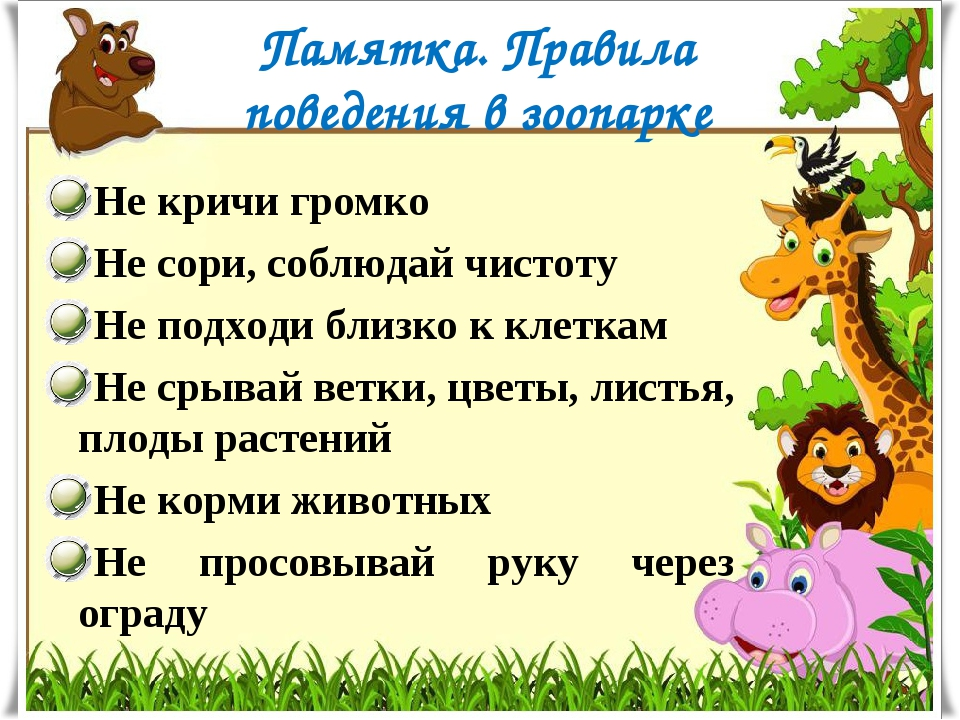 Памятка. Правила
поведения в зоопарке
Не кричи громко
Не сори, соблюдай чистоту
Не подходи близко к клеткам
Не срывай ветки, цветы, листья,
плоды растений
Не корми животных
Не просовывай руку через
ограду